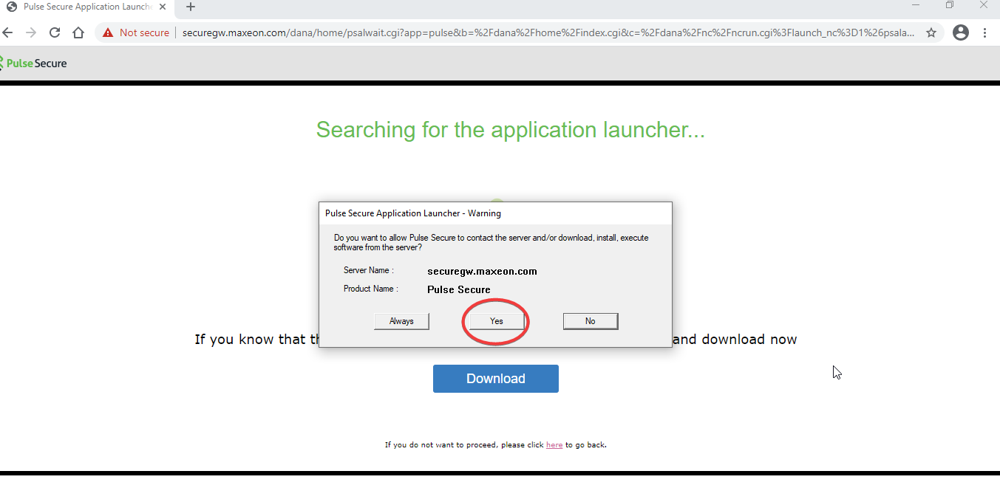 Pulse Secure Application Launche
Not secure
securegw.maxeon.com/dana/home/psalwait.cgi?app=pulse&b=%2Fdana%2Fhome%2Findex.cgi&c=%2Fdana%2Fnc%2Fncrun.cgi%3Flaunch_nc%3D1%26psala...
Pulse Secure
Searching for the application launcher...
Pulse Secure Application Launcher - Warning
Do you want to allow Pulse Secure to contact the server and/or download, install, execute
software from the server?
Server Name : securegw.maxeon.com
Product Name : Pulse Secure
Always Yes No
If you know that th and download now
Download
If you do not want to proceed, please click here to go back.